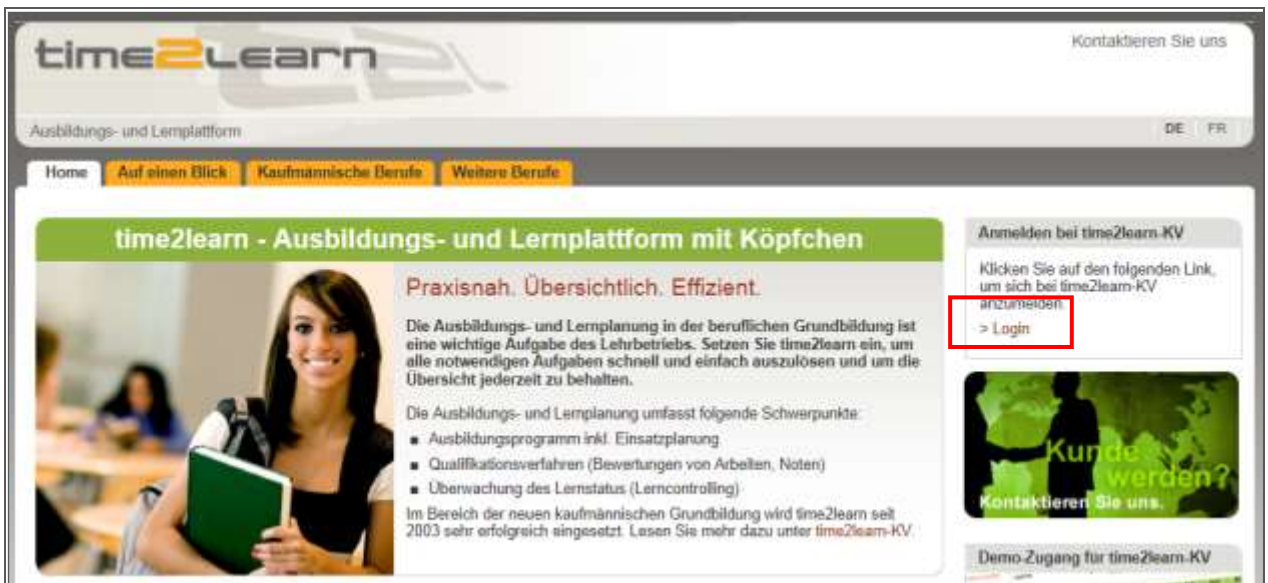 time2Learn
Kontaktieren Sie uns
Ausbildungs- und Lernplattform
DE FR
Home Auf einen Blick Kaufmännische Berufe Weitere Berufe
time2learn - Ausbildungs- und Lernplattform mit Köpfchen
Praxisnah. Übersichtlich. Effizient.
Die Ausbildungs- und Lernplanung in der beruflichen Grundbildung ist
eine wichtige Aufgabe des Lehrbetriebs. Setzen Sie time2learn ein, um
alle notwendigen Aufgaben schnell und einfach auszulösen und um die
Übersicht jederzeit zu behalten.
Die Ausbildungs- und Lernplanung umfasst folgende Schwerpunkte:
Ausbildungsprogramm inkl. Einsatzplanung
Qualifikationsverfahren (Bewertungen von Arbeiten, Noten)
Überwachung des Lernstatus (Lerncontrolling)
Im Bereich der neuen kaufmännischen Grundbildung wird time2learn seit
2003 sehr erfolgreich eingesetzt. Lesen Sie mehr dazu unter time2learn-KV.
Anmelden bei time2learn-KV
Klicken Sie auf den folgenden Link,
um sich bei time2learn-KV
anzumelden
> Login
Kunde
werden?
Kontaktieren Sie uns.
Demo-Zugang für time2learn-KV